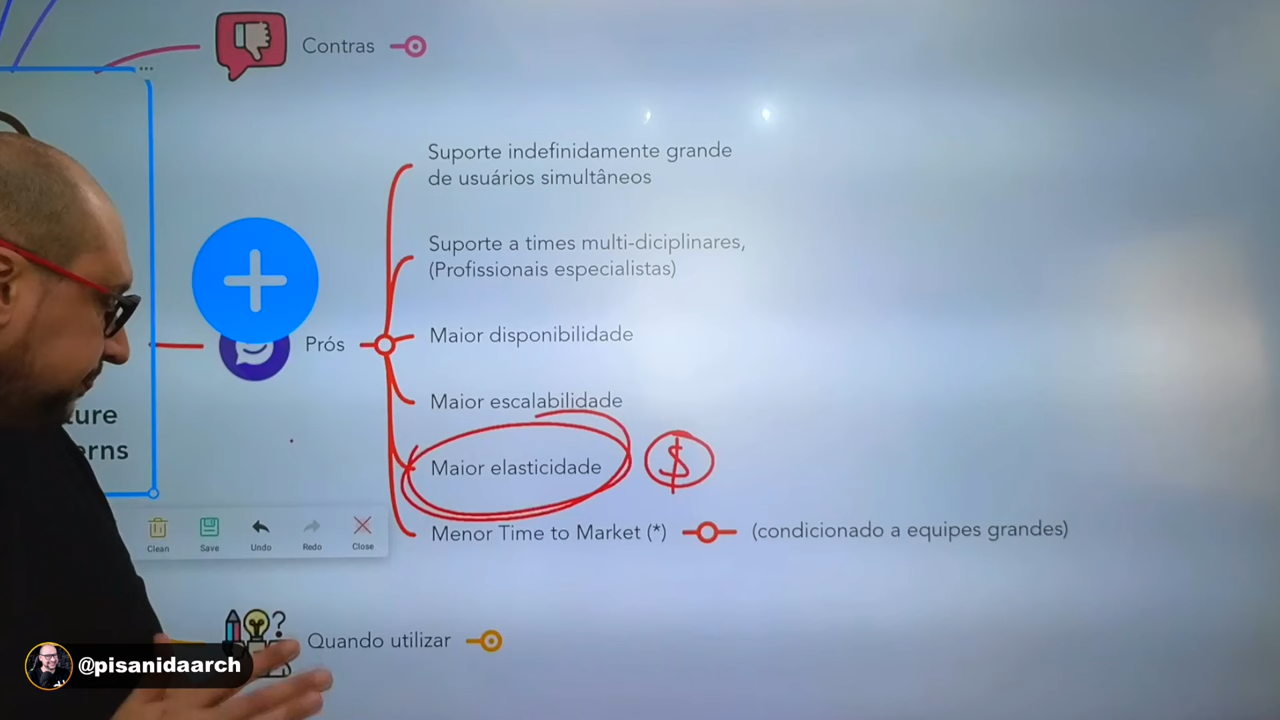 Contras
Suporte indefinidamente grande
de usuários simultâneos
Suporte a times multi-diciplinares,
(Profissionais especialistas)
Maior disponibilidade
Prós
Maior escalabilidade
Maior elasticidade
$
Menor Time to Market (*)
(condicionado a equipes grandes)
Clean
Save
Undo
Redo
Close
?
Quando utilizar
@pisanidaarch